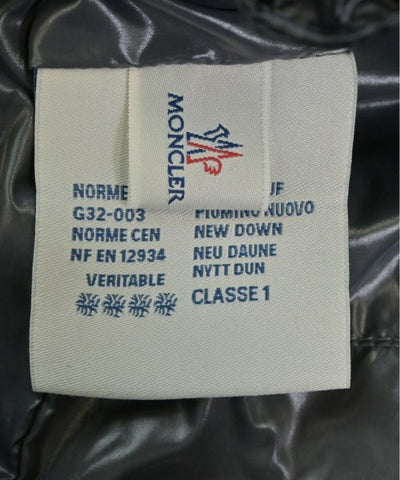 MONCLER
NORME
G32-003
NORME CEN
NF EN 12934
VERITABLE
PIUMINO NUOVO
NEW DOWN
NEU DAUNE
NYTT DUN
CLASSE 1